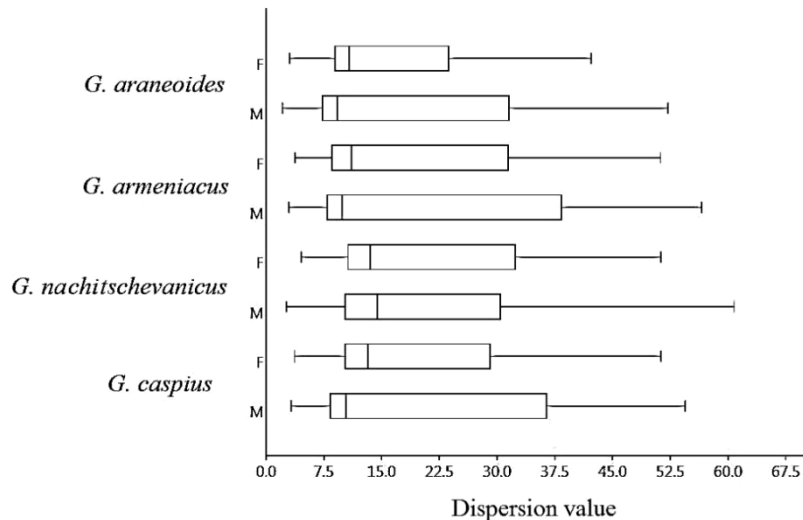 F
G. araneoides
M
F
G. armeniacus
M
F
G. nachitschevanicus
M
F
G. caspius
M
0.0 7.5 15.0 22.5 30.0 37.5 45.0 52.5 60.0 67.5
Dispersion value